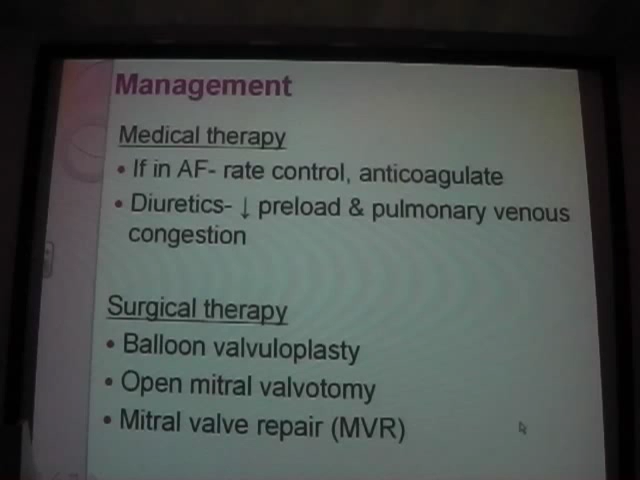 Management
Medical therapy
• If in AF- rate control, anticoagulate
• Diuretics- ↓ preload & pulmonary venous
congestion
Surgical therapy
• Balloon valvuloplasty
• Open mitral valvotomy
• Mitral valve repair (MVR)